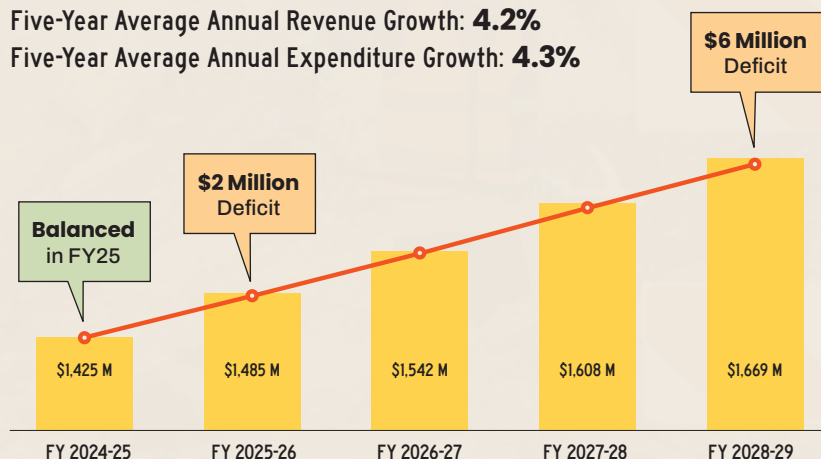 Five-Year Average Annual Revenue Growth: 4.2%
Five-Year Average Annual Expenditure Growth: 4.3%
$6 Million
Deficit
$2 Million
Deficit
Balanced
in FY25
$1,425 M
$1,485 M
$1,542 M
$1,608 M
$1,669 M
FY 2024-25
FY 2025-26
FY 2026-27
FY 2027-28
FY 2028-29